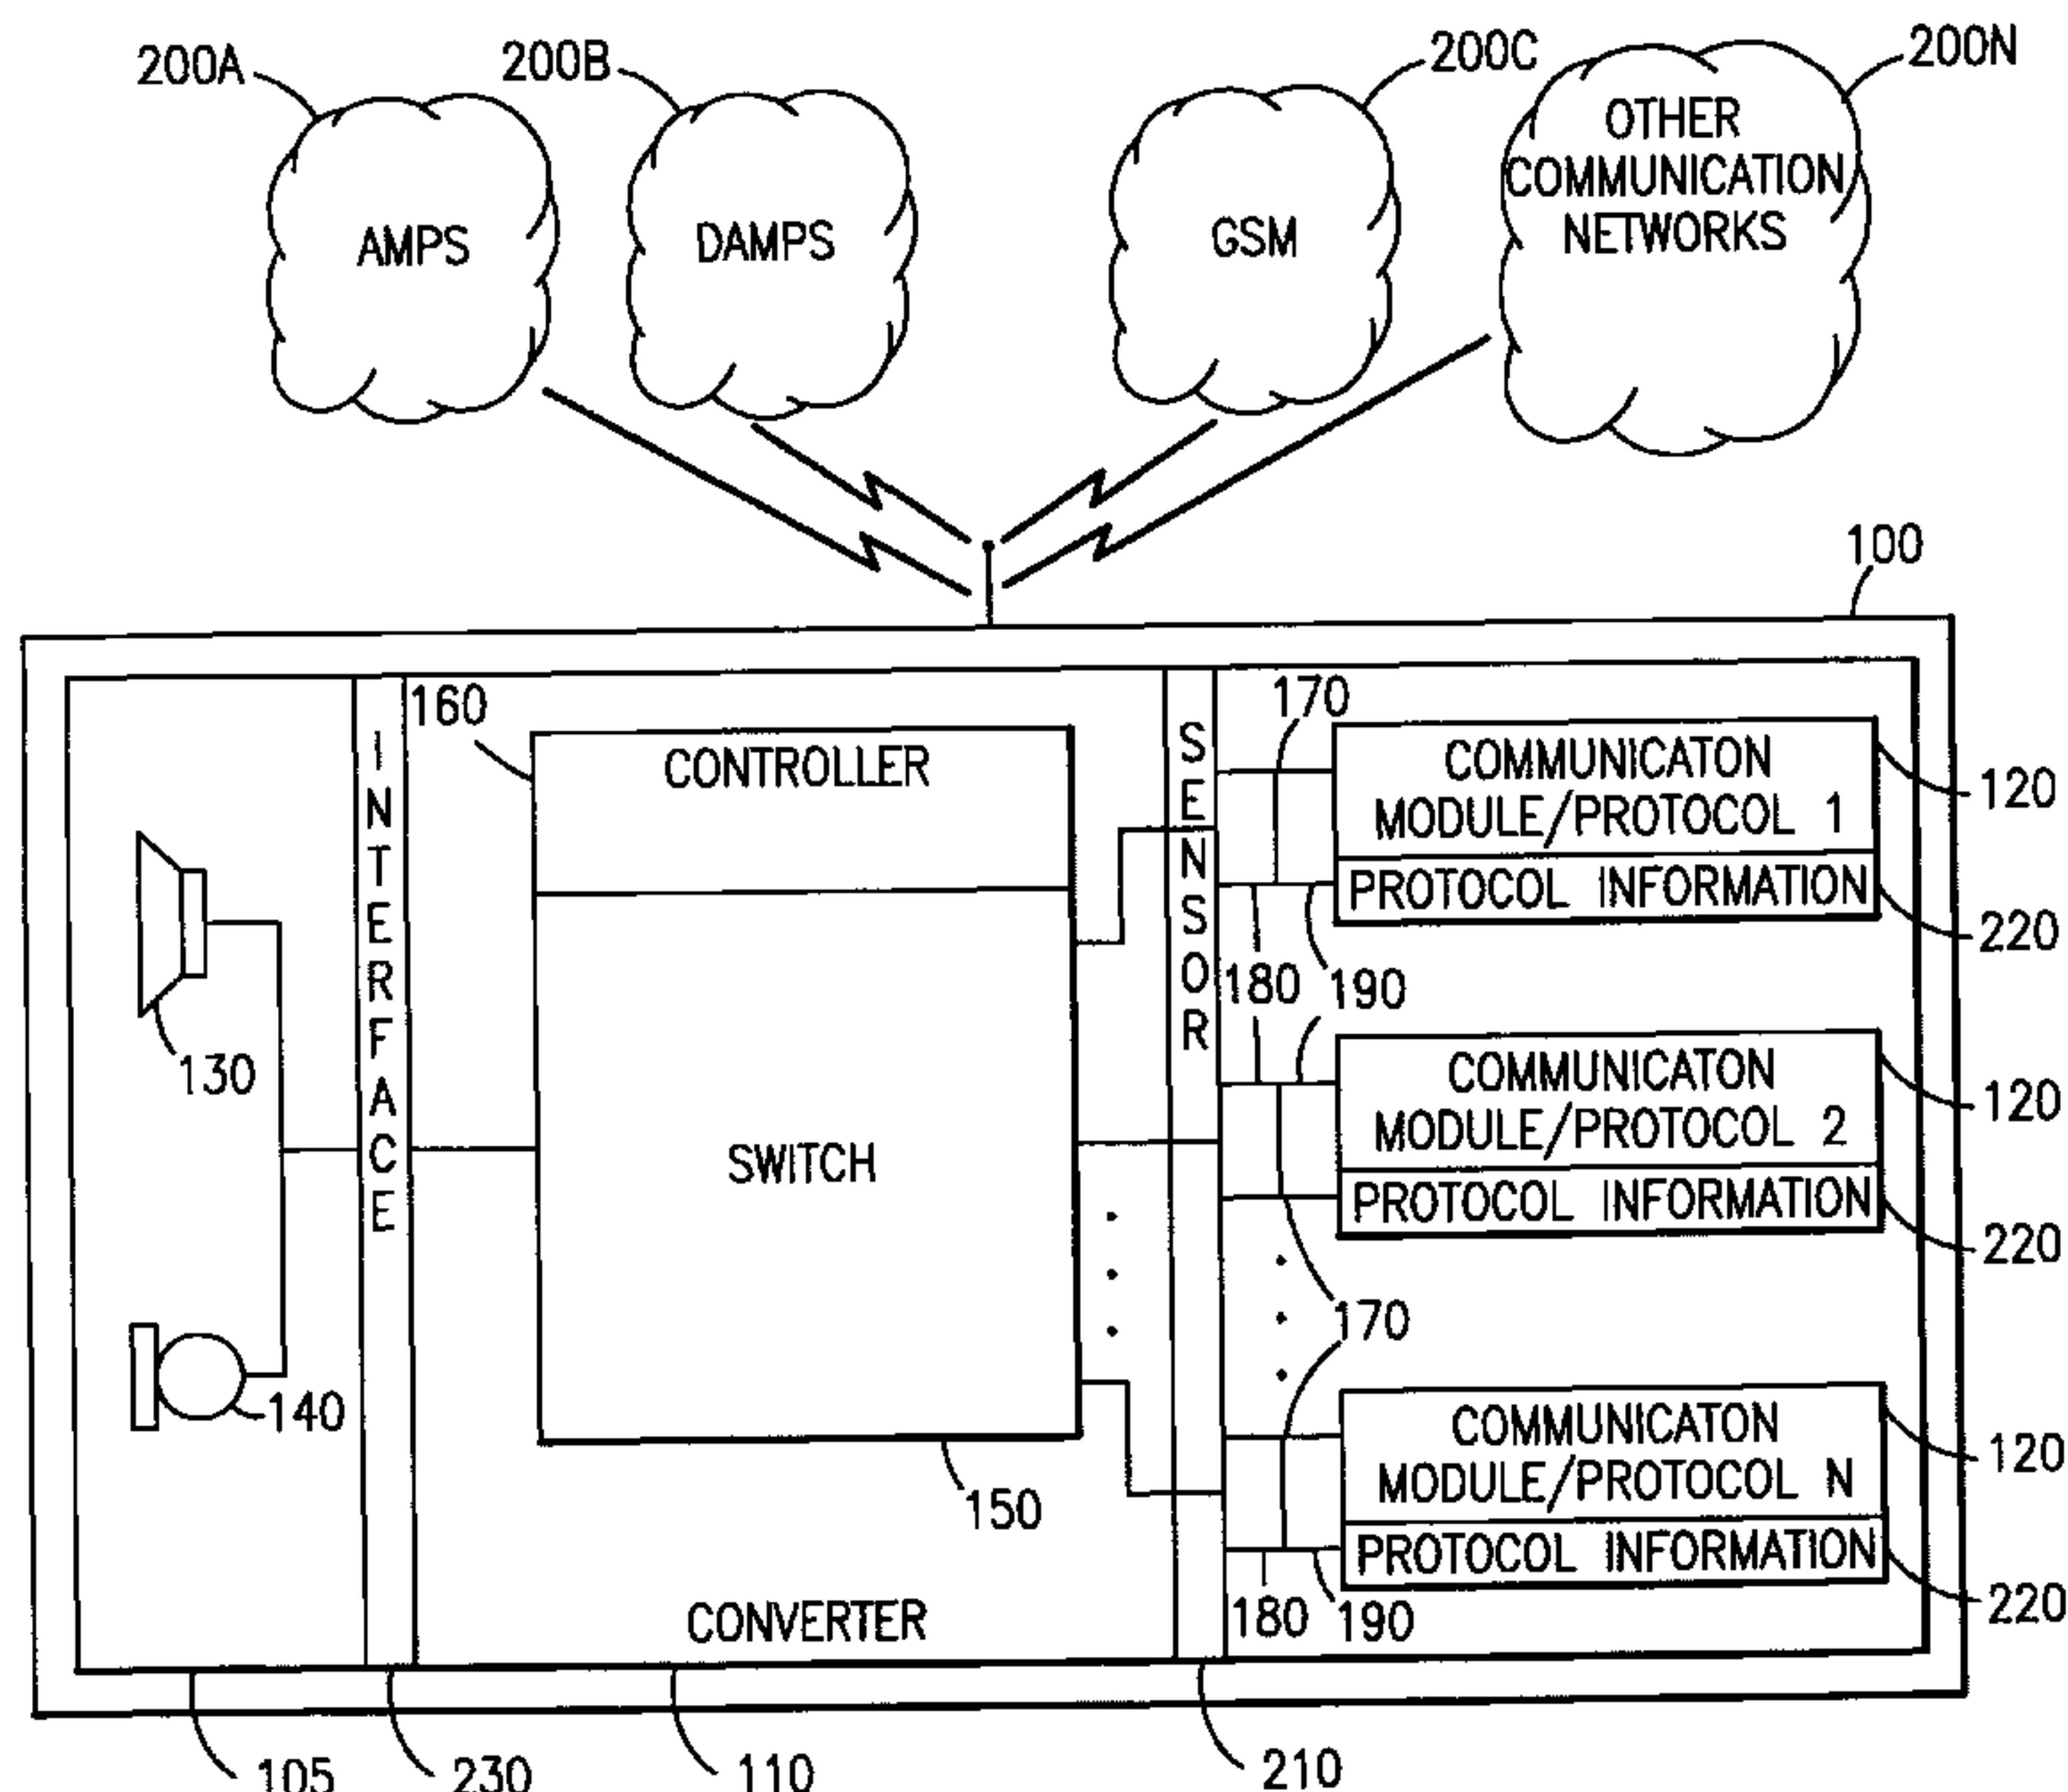 200A
200B
200C
200N
AMPS
DAMPS
GSM
OTHER
COMMUNICATION
NETWORKS
100
INTERFACE
160
CONTROLLER
SENSOR
170
COMMUNICATON
MODULE/PROTOCOL 1
PROTOCOL INFORMATION
120
220
180
190
130
COMMUNICATON
MODULE/PROTOCOL 2
PROTOCOL INFORMATION
120
220
SWITCH
170
140
COMMUNICATON
MODULE/PROTOCOL N
PROTOCOL INFORMATION
120
220
150
180
190
CONVERTER
105
230
110
210